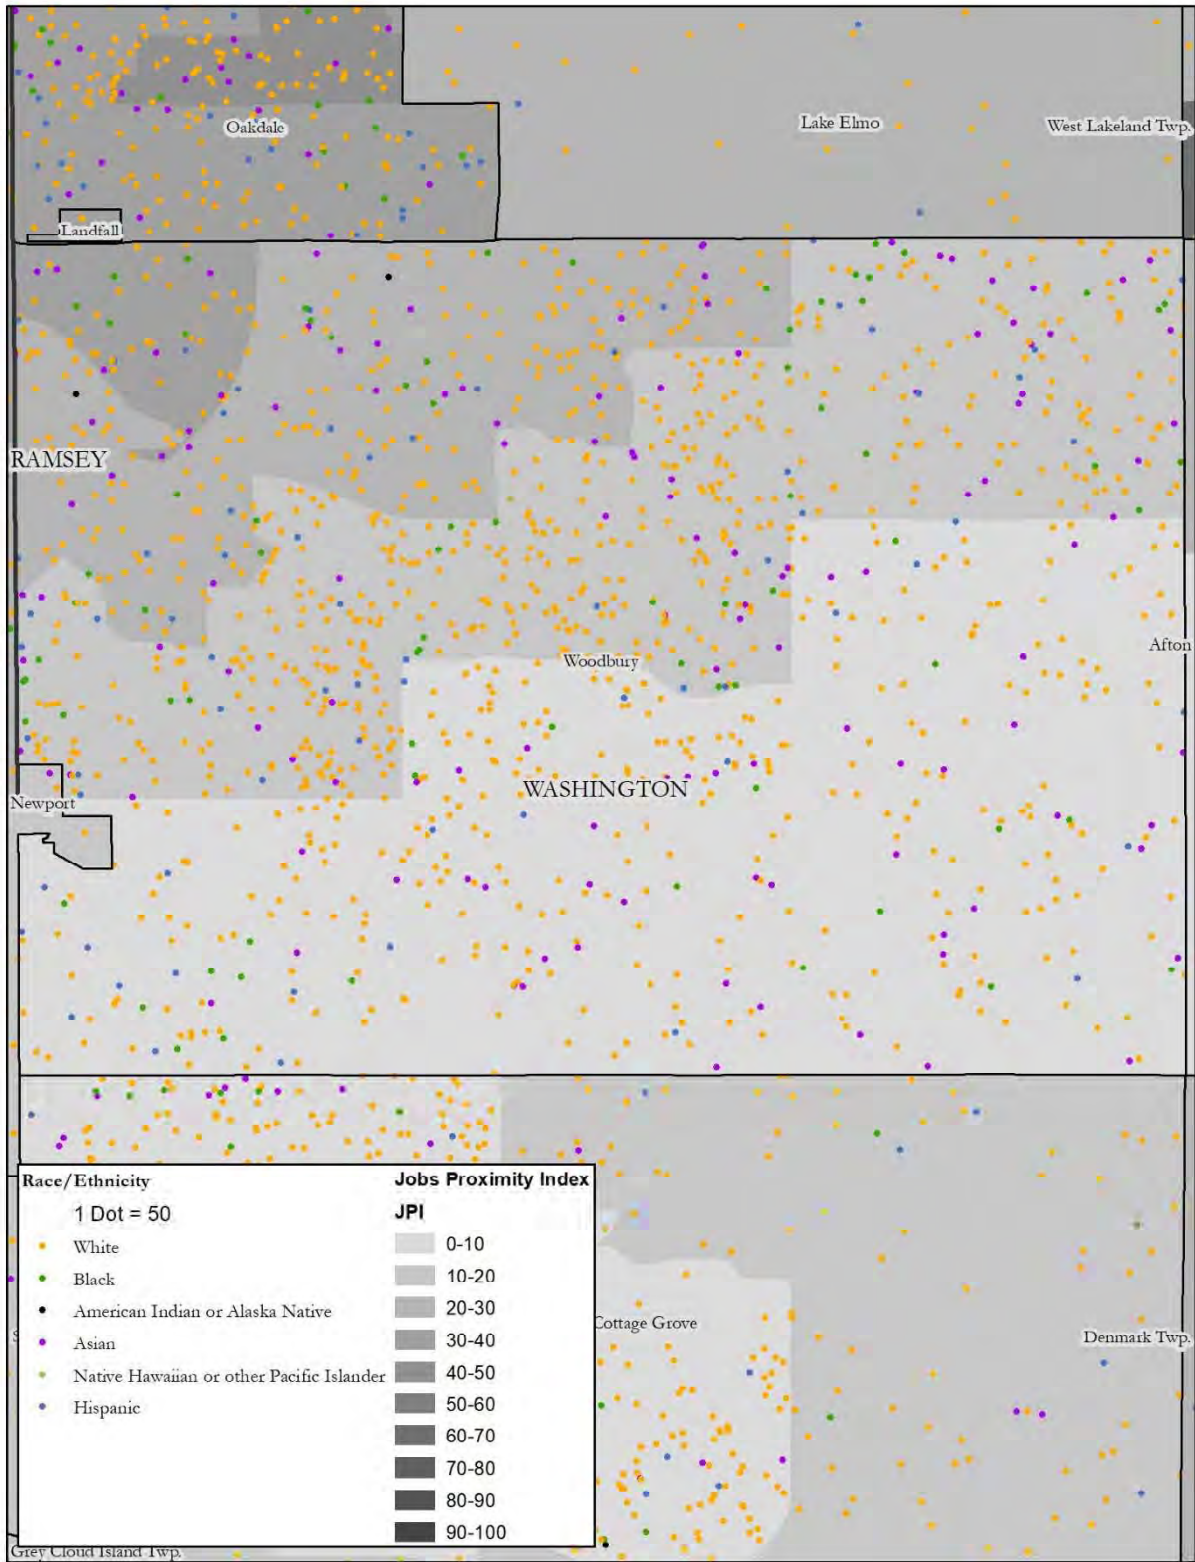 Oakdale
Lake Elmo
West Lakeland Twp.
Landfall
RAMSEY
Afton
Woodbury
WASHINGTON
Newport
Race/Ethnicity
1 Dot = 50
White
Black
American Indian or Alaska Native
Asian
Native Hawaiian or other Pacific Islander
Hispanic
Jobs Proximity Index
JPI
0-10
10-20
20-30
30-40
40-50
50-60
60-70
70-80
80-90
90-100
Cottage Grove
Denmark Twp.
Grey Cloud Island Twp.